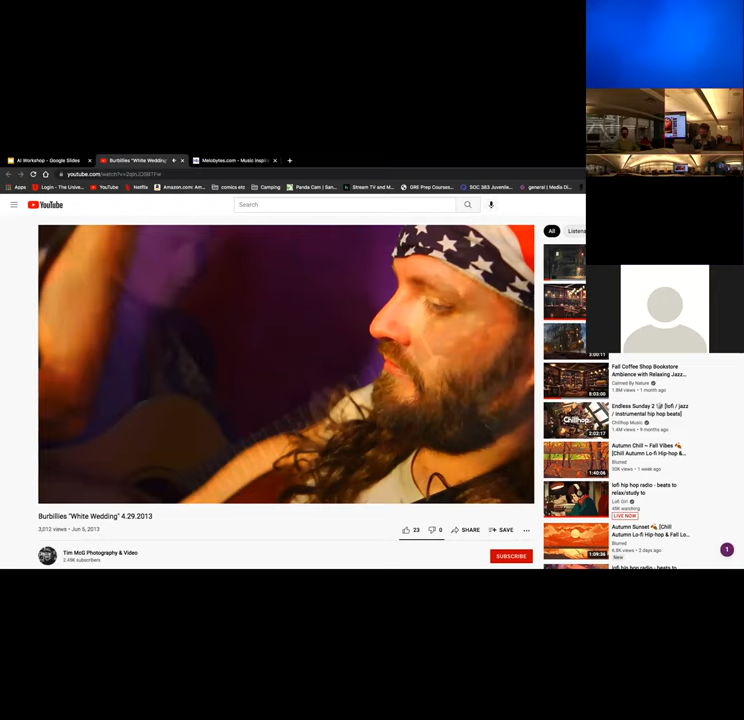 AI Workshop - Google Slides
Burbillies "White Wedding
Melobytes.com - Music inspir
Apps
Login - The Unive...
YouTube
Netflix
Amazon.com: Am...
comics etc
Camping
Panda Cam | San...
Stream TV and M...
GRE Prep Courses...
SOC 383 Juvenile...
general | Media Di...
YouTube
Search
All
Listena
3:00:11
Fall Coffee Shop Bookstore
Ambience with Relaxing Jazz...
Calmed By Nature
1.8M views • 1 month ago
8:03:00
Endless Sunday 2 [lofi / jazz
/ instrumental hip hop beats]
Chillhop Music
1.4M views • 9 months ago
Chillhop
2:02:17
Autumn Chill ~ Fall Vibes
[Chill Autumn Lo-fi Hip-hop &...
Blurred
30K views • 1 week ago
1:40:06
lofi hip hop radio - beats to
relax/study to
Lofi Girl
LIVE NOW
Autumn Sunset [Chill
Autumn Lo-fi Hip-hop & Fall Lo...
Blurred
6.9K views • 2 days ago
New
1:09:36
lofi hip hop radio - beats to
Burbillies "White Wedding" 4.29.2013
3,012 views • Jun 5, 2013
23
0
SHARE
SAVE
Tim McG Photography & Video
2.49K subscribers
SUBSCRIBE
1